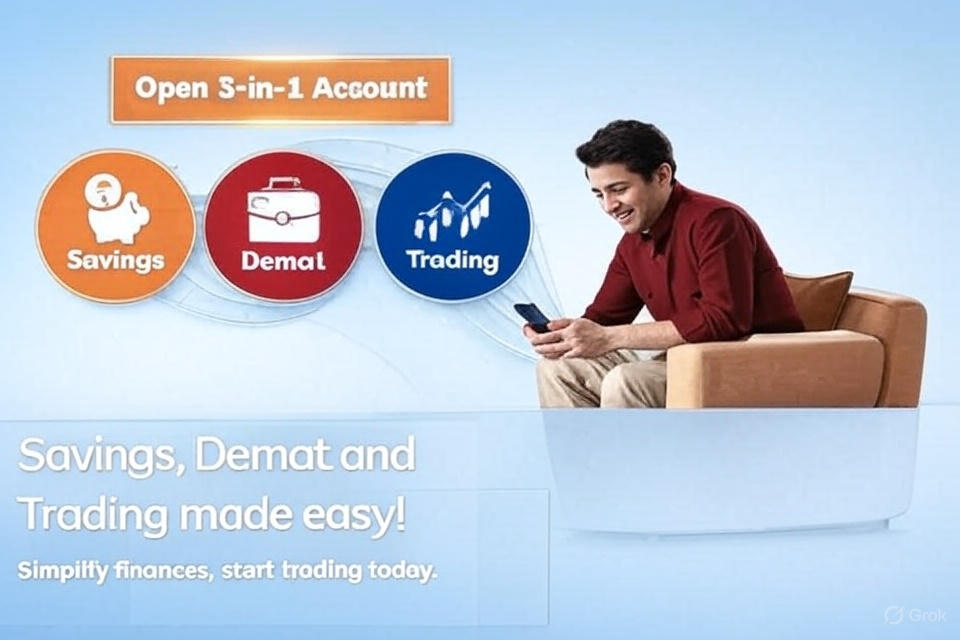 Open 3-in-1 Account
Savings
Demat
Trading
Savings, Demat and
Trading made easy!
Simplify finances, start trading today.
Grok